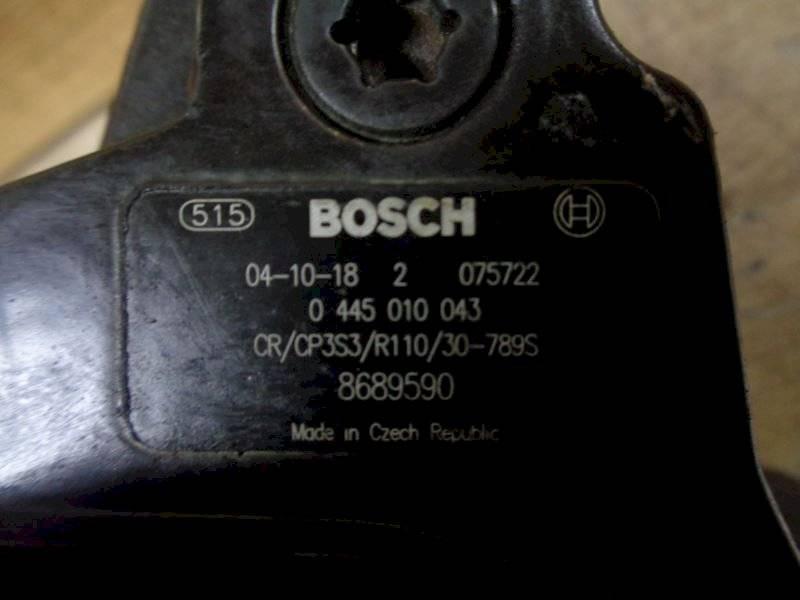 515 BOSCH
04-10-18 2 075722
0 445 010 043
CR/CP3S3/R110/30-789S
8689590
Made in Czech Republic